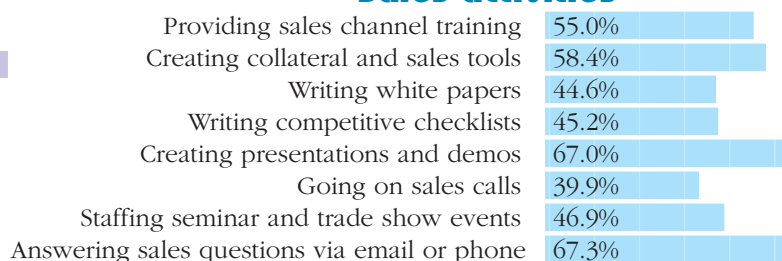 Sales activities
Providing sales channel training 55.0%
Creating collateral and sales tools 58.4%
Writing white papers 44.6%
Writing competitive checklists 45.2%
Creating presentations and demos 67.0%
Going on sales calls 39.9%
Staffing seminar and trade show events 46.9%
Answering sales questions via email or phone 67.3%